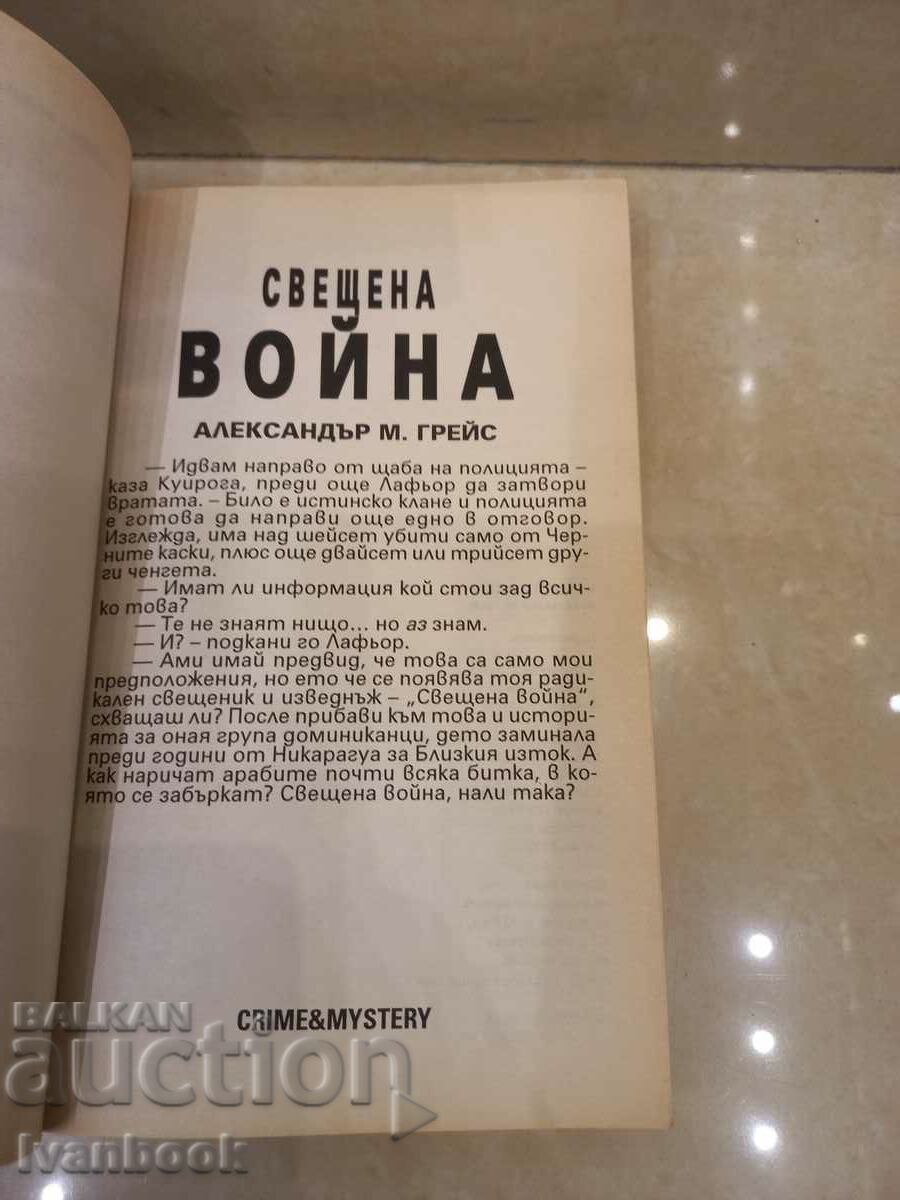 СВЕЩЕНА
ВОЙНА
АЛЕКСАНДЪР М. ГРЕЙС
— Идвам направо от щаба на полицията –
каза Куирога, преди още Лафьор да затвори
вратата. – Било е истинско клане и полицията
е готова да направи още едно в отговор.
Изглежда, има над шейсет убити само от Чер-
ните каски, плюс още двайсет или трийсет дру-
ги ченгета.
— Имат ли информация кой стои зад всич-
ко това?
— Те не знаят нищо... но аз знам.
— И? – подкани го Лафьор.
— Ами имай предвид, че това са само мои
предположения, но ето че се появява тоя ради-
кален свещеник и изведнъж – „Свещена война“,
схващаш ли? После прибави към това и истори-
ята за оная група доминиканци, дето заминала
преди години от Никарагуа за Близкия изток. А
как наричат арабите почти всяка битка, в ко-
ято се забъркат? Свещена война, нали така?
CRIME&MYSTERY
BALKAN
auction
Ivanbook